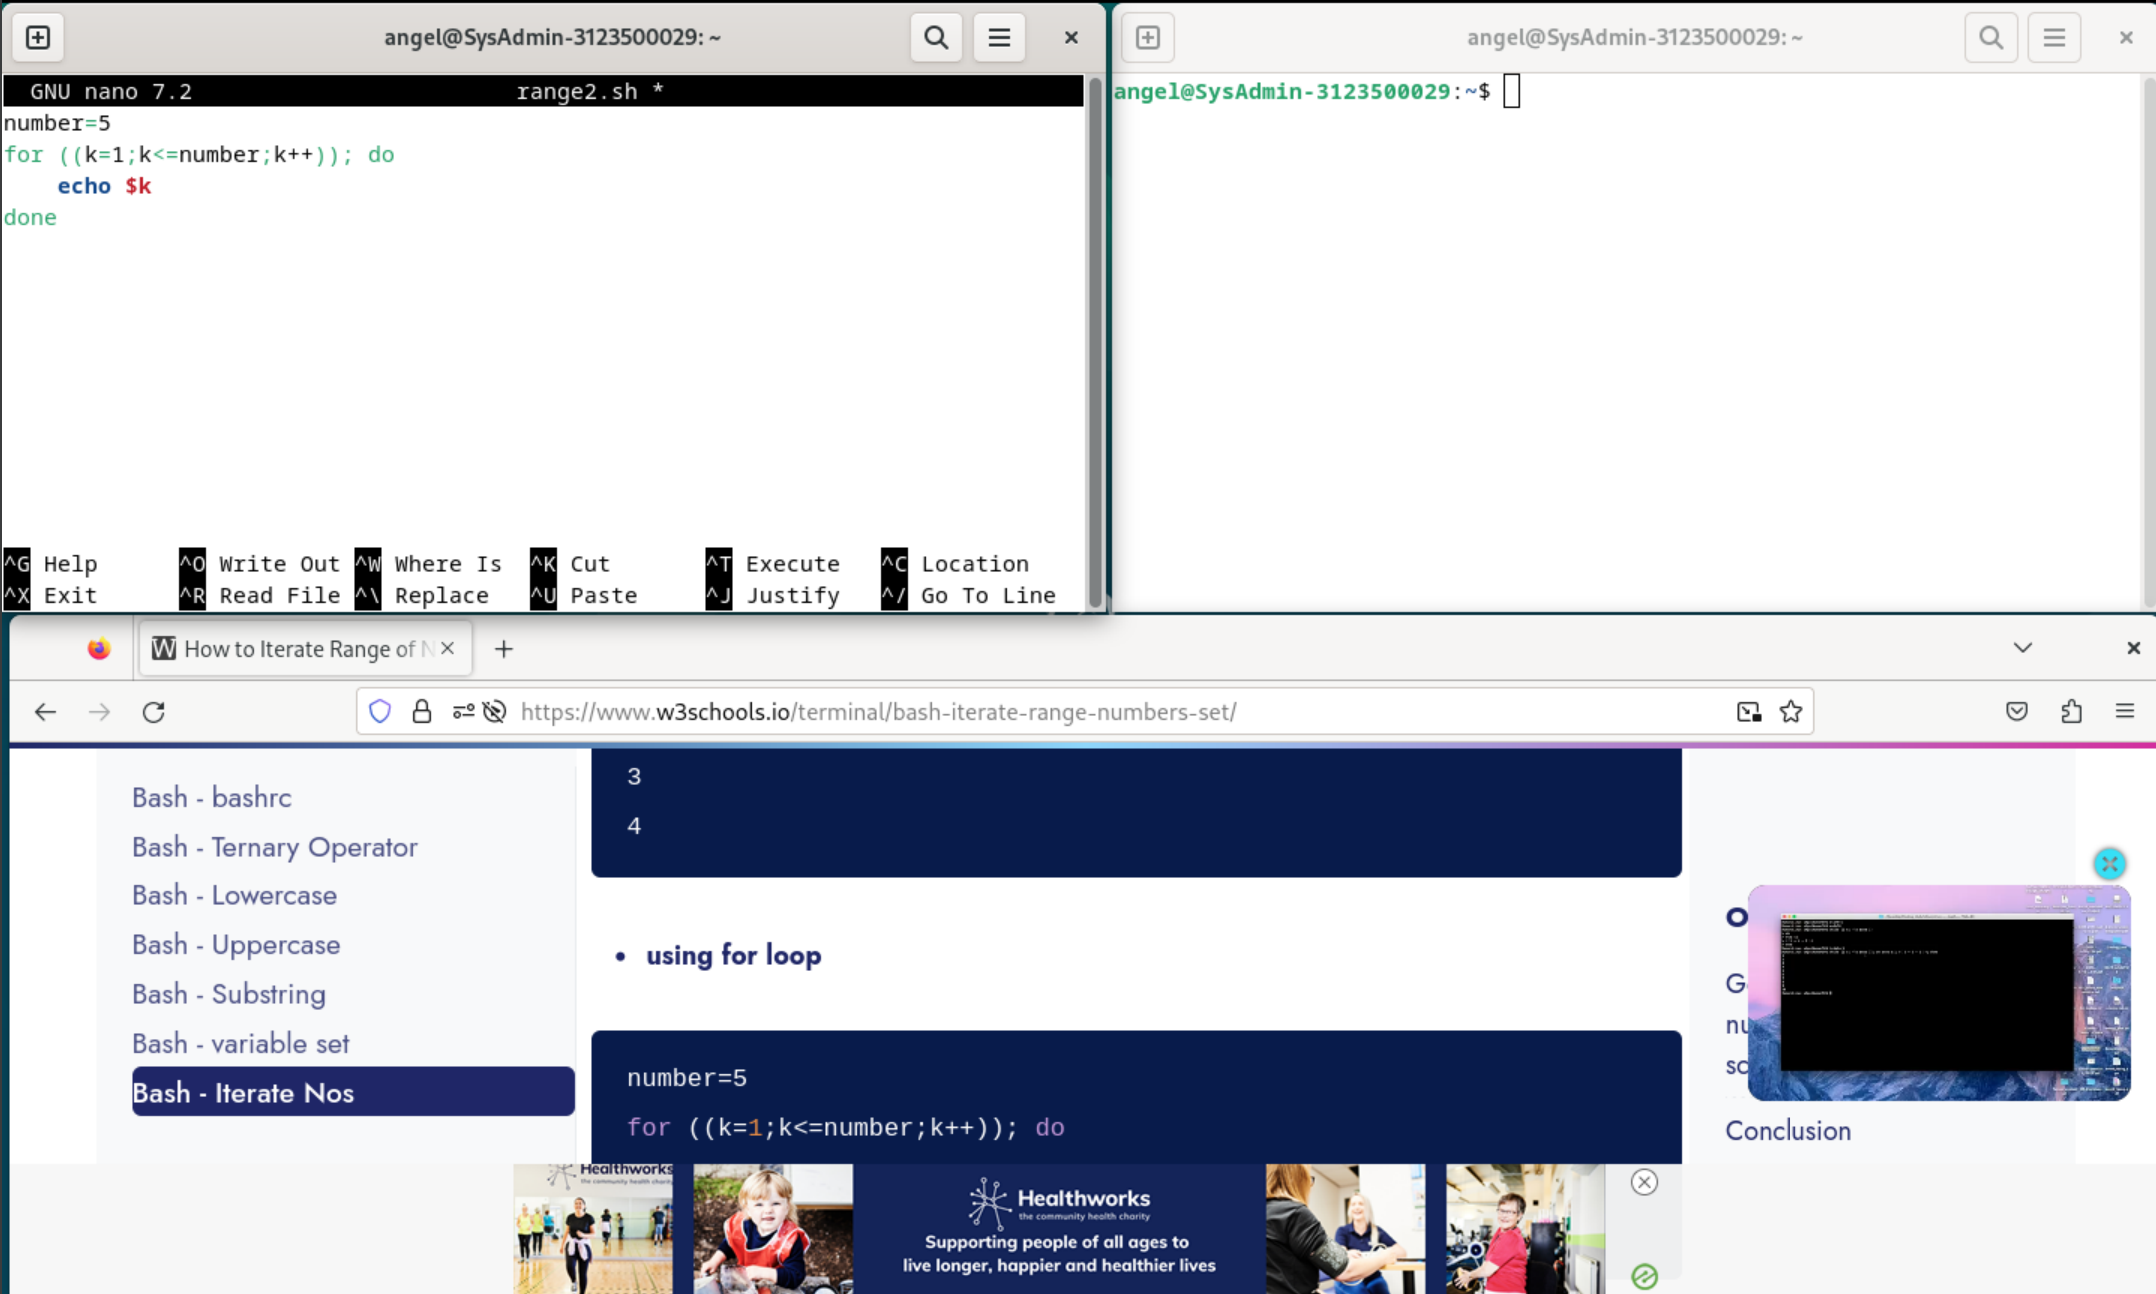 angel@SysAdmin-3123500029: ~
GNU nano 7.2 range2.sh *
number=5
for ((k=1;k<=number;k++)); do
echo $k
done
^G Help ^O Write Out ^W Where Is ^K Cut ^T Execute ^C Location
^X Exit ^R Read File ^\ Replace ^U Paste ^J Justify ^/ Go To Line
angel@SysAdmin-3123500029: ~
angel@SysAdmin-3123500029:~$
How to Iterate Range of N
https://www.w3schools.io/terminal/bash-iterate-range-numbers-set/
Bash - bashrc
Bash - Ternary Operator
Bash - Lowercase
Bash - Uppercase
Bash - Substring
Bash - variable set
Bash - Iterate Nos
3
4
• using for loop
number=5
for ((k=1;k<=number;k++)); do
O
G
nu
sc
Conclusion
Healthworks
the community health charity
Healthworks
the community health charity
Supporting people of all ages to
live longer, happier and healthier lives